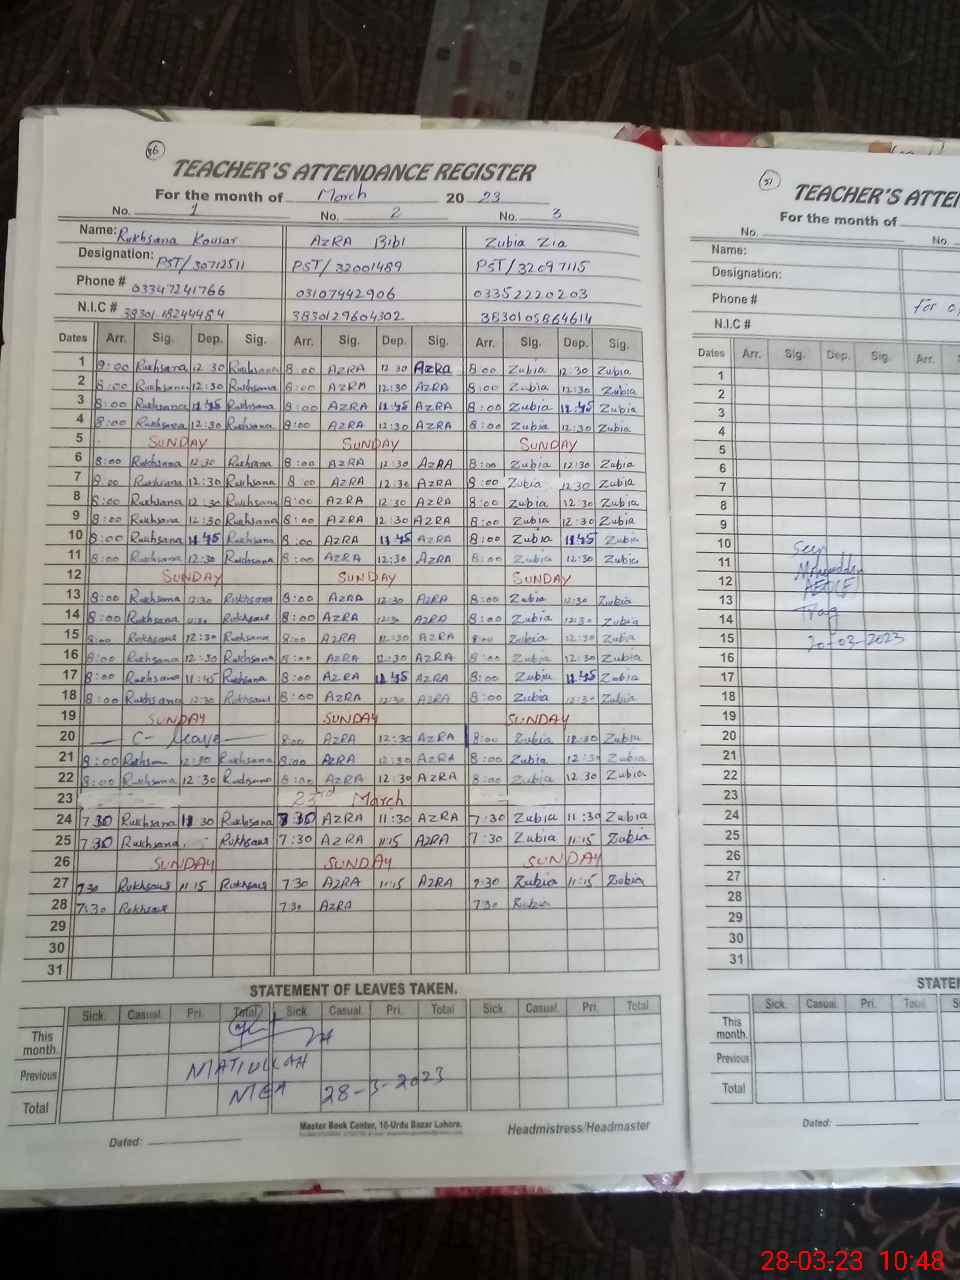 36
TEACHER'S ATTENDANCE REGISTER
For the month of March 20 23
No. 1 No. 2 No. 3
Name: Rukhsana Kousar AZRA Bibi Zubia Zia
Designation: PST/30712511 PST/32001489 PST/32097115
Phone # 03347241766 03107442906 03352220203
N.I.C # 3830118244484 3830129604302 3830105864614
Dates Arr. Sig. Dep. Sig. Arr. Sig. Dep. Sig. Arr. Sig. Dep. Sig.
1 8:00 Rukhsana 12 30 Rukhsana 8:00 AZRA 12 30 AZRA 8:00 Zubia 12:30 Zubia
2 8:00 Rukhsana 12:30 Rukhsana 8:00 AZRA 12:30 AZRA 8:00 Zubia 12:30 Zubia
3 8:00 Rukhsana 11 45 Rukhsana 8:00 AZRA 11 45 AZRA 8:00 Zubia 11 45 Zubia
4 8:00 Rukhsana 12:30 Rukhsana 8:00 AZRA 12:30 AZRA 8:00 Zubia 12:30 Zubia
5 SUNDAY SUNDAY SUNDAY
6 8:00 Rukhsana 12:30 Rukhsana 8:00 AZRA 12:30 AZRA 8:00 Zubia 12:30 Zubia
7 8:00 Rukhsana 12:30 Rukhsana 8:00 AZRA 12:30 AZRA 8:00 Zubia 12:30 Zubia
8 8:00 Rukhsana 12:30 Rukhsana 8:00 AZRA 12:30 AZRA 8:00 Zubia 12:30 Zubia
9 8:00 Rukhsana 12:30 Rukhsana 8:00 AZRA 12:30 AZRA 8:00 Zubia 12:30 Zubia
10 8:00 Rukhsana 11 45 Rukhsana 8:00 AZRA 11 45 AZRA 8:00 Zubia 11 45 Zubia
11 8:00 Rukhsana 12:30 Rukhsana 8:00 AZRA 12:30 AZRA 8:00 Zubia 12:30 Zubia
12 SUNDAY SUNDAY SUNDAY
13 8:00 Rukhsana 12:30 Rukhsana 8:00 AZRA 12:30 AZRA 8:00 Zubia 12:30 Zubia
14 8:00 Rukhsana 12:30 Rukhsana 8:00 AZRA 12:30 AZRA 8:00 Zubia 12:30 Zubia
15 8:00 Rukhsana 12:30 Rukhsana 8:00 AZRA 12:30 AZRA 8:00 Zubia 12:30 Zubia
16 8:00 Rukhsana 12:30 Rukhsana 8:00 AZRA 12:30 AZRA 8:00 Zubia 12:30 Zubia
17 8:00 Rukhsana 11:45 Rukhsana 8:00 AZRA 11 45 AZRA 8:00 Zubia 11 45 Zubia
18 8:00 Rukhsana 12:30 Rukhsana 8:00 AZRA 12:30 AZRA 8:00 Zubia 12:30 Zubia
19 SUNDAY SUNDAY SUNDAY
20 C- Leave 8:00 AZRA 12:30 AZRA 8:00 Zubia 12:30 Zubia
21 8:00 Rukhsana 12:30 Rukhsana 8:00 AZRA 12:30 AZRA 8:00 Zubia 12:30 Zubia
22 8:00 Rukhsana 12:30 Rukhsana 8:00 AZRA 12:30 AZRA 8:00 Zubia 12 30 Zubia
23 23rd March
24 7 30 Rukhsana 11 30 Rukhsana 7 30 AZRA 11:30 AZRA 7:30 Zubia 11:30 Zubia
25 7:30 Rukhsana Rukhsana 7:30 AZRA 11:15 AZRA 7:30 Zubia 11:15 Zubia
26 SUNDAY SUNDAY SUNDAY
27 7:30 Rukhsana 11:15 Rukhsana 7:30 AZRA 11:15 AZRA 7:30 Zubia 11:15 Zubia
28 7:30 Rukhsana 7:30 AZRA 7:30 Zubia
29
30
31
STATEMENT OF LEAVES TAKEN.
Sick. Casual. Pri. Total Sick. Casual. Pri. Total Sick. Casual. Pri. Total
This month.
Previous
Total
MATIULLAH
MEA 28-3-2023
Dated:
Master Book Center, 16-Urdu Bazar Lahore.
Headmistress/Headmaster
TEACHER'S ATTE
For the month of
No. No.
Name:
Designation:
Phone #
for
N.I.C #
Dates Arr. Sig. Dep. Sig. Arr.
1
2
3
4
5
6
7
8
9
10
11
12
13
14
15
16
17
18
19
20
21
22
23
24
25
26
27
28
29
30
31
Seen
20-03-2023
STATE
Sick. Casual. Pri. Total Sick.
This month.
Previous
Total
Dated:
28-03-23 10:48